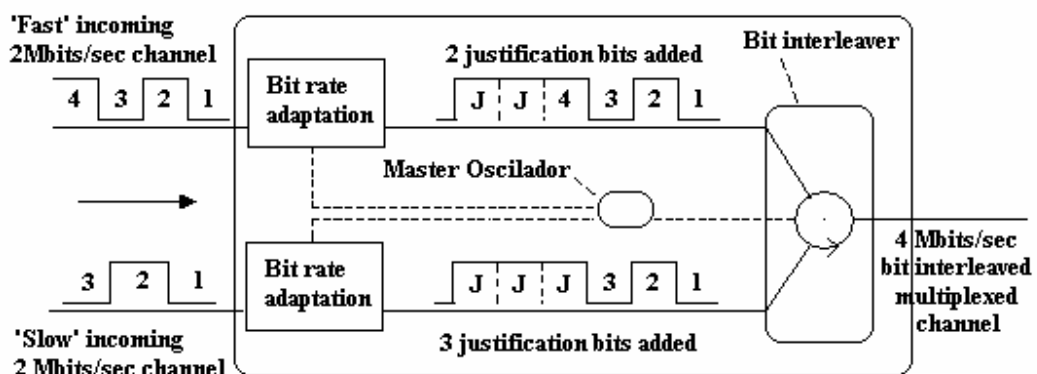 'Fast' incoming
2Mbits/sec channel
4 3 2 1
Bit rate
adaptation
2 justification bits added
J J 4 3 2 1
Bit interleaver
Master Oscilador
3 2 1
Bit rate
adaptation
J J J 3 2 1
3 justification bits added
4 Mbits/sec
bit interleaved
multiplexed
channel
'Slow' incoming
2 Mbits/sec channel